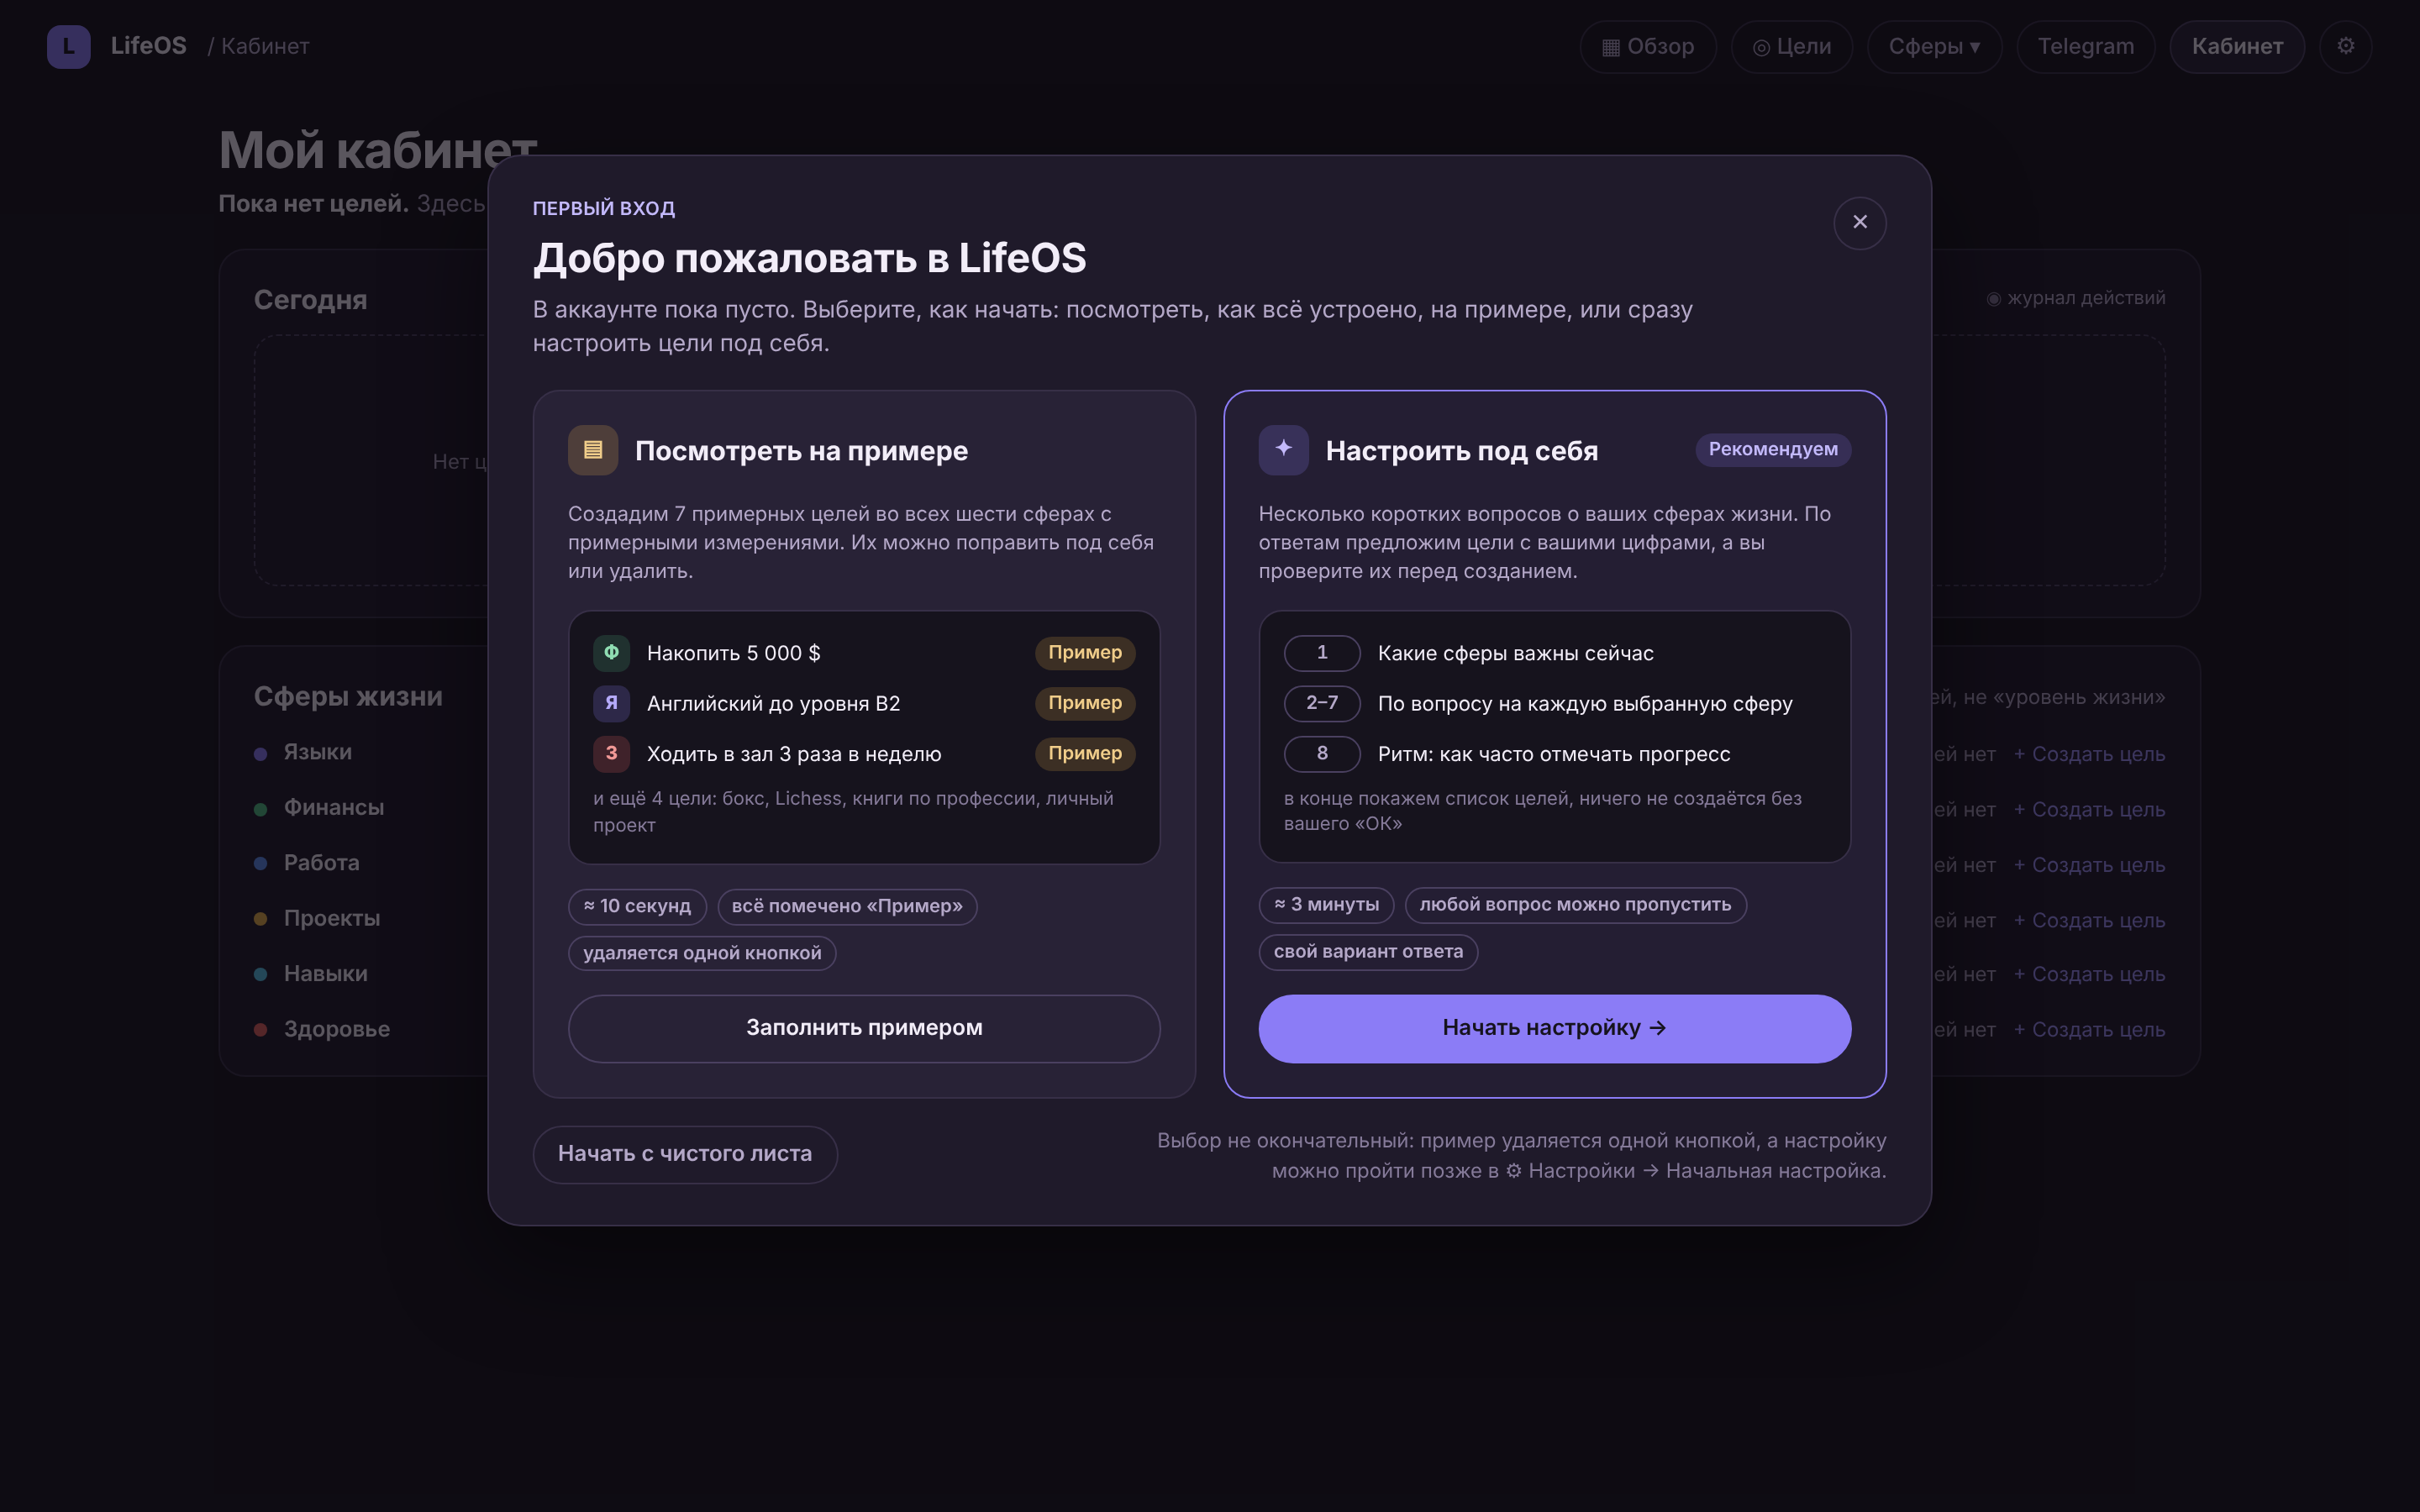 L LifeOS / Кабинет
▦ Обзор
◎ Цели
Сферы ▾
Telegram
Кабинет
⚙
Мой кабинет
Пока нет целей. Здесь
Сегодня
◉ журнал действий
Нет ц
Сферы жизни
ей, не «уровень жизни»
Языки
ей нет + Создать цель
Финансы
ей нет + Создать цель
Работа
ей нет + Создать цель
Проекты
ей нет + Создать цель
Навыки
ей нет + Создать цель
Здоровье
ей нет + Создать цель
ПЕРВЫЙ ВХОД
✕
Добро пожаловать в LifeOS
В аккаунте пока пусто. Выберите, как начать: посмотреть, как всё устроено, на примере, или сразу
настроить цели под себя.
Посмотреть на примере
Создадим 7 примерных целей во всех шести сферах с
примерными измерениями. Их можно поправить под себя
или удалить.
Ф Накопить 5 000 $ Пример
Я Английский до уровня B2 Пример
З Ходить в зал 3 раза в неделю Пример
и ещё 4 цели: бокс, Lichess, книги по профессии, личный
проект
≈ 10 секунд
всё помечено «Пример»
удаляется одной кнопкой
Заполнить примером
Настроить под себя Рекомендуем
Несколько коротких вопросов о ваших сферах жизни. По
ответам предложим цели с вашими цифрами, а вы
проверите их перед созданием.
1 Какие сферы важны сейчас
2–7 По вопросу на каждую выбранную сферу
8 Ритм: как часто отмечать прогресс
в конце покажем список целей, ничего не создаётся без
вашего «ОК»
≈ 3 минуты
любой вопрос можно пропустить
свой вариант ответа
Начать настройку →
Начать с чистого листа
Выбор не окончательный: пример удаляется одной кнопкой, а настройку
можно пройти позже в ⚙ Настройки → Начальная настройка.